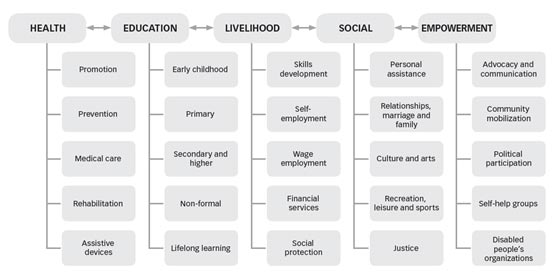 HEALTH
EDUCATION
LIVELIHOOD
SOCIAL
EMPOWERMENT
Promotion
Prevention
Medical care
Rehabilitation
Assistive
devices
Early childhood
Primary
Secondary and
higher
Non-formal
Lifelong learning
Skills
development
Self-
employment
Wage
employment
Financial
services
Social
protection
Personal
assistance
Relationships,
marriage and
family
Culture and arts
Recreation,
leisure and sports
Justice
Advocacy and
communication
Community
mobilization
Political
participation
Self-help groups
Disabled
people's
organizations